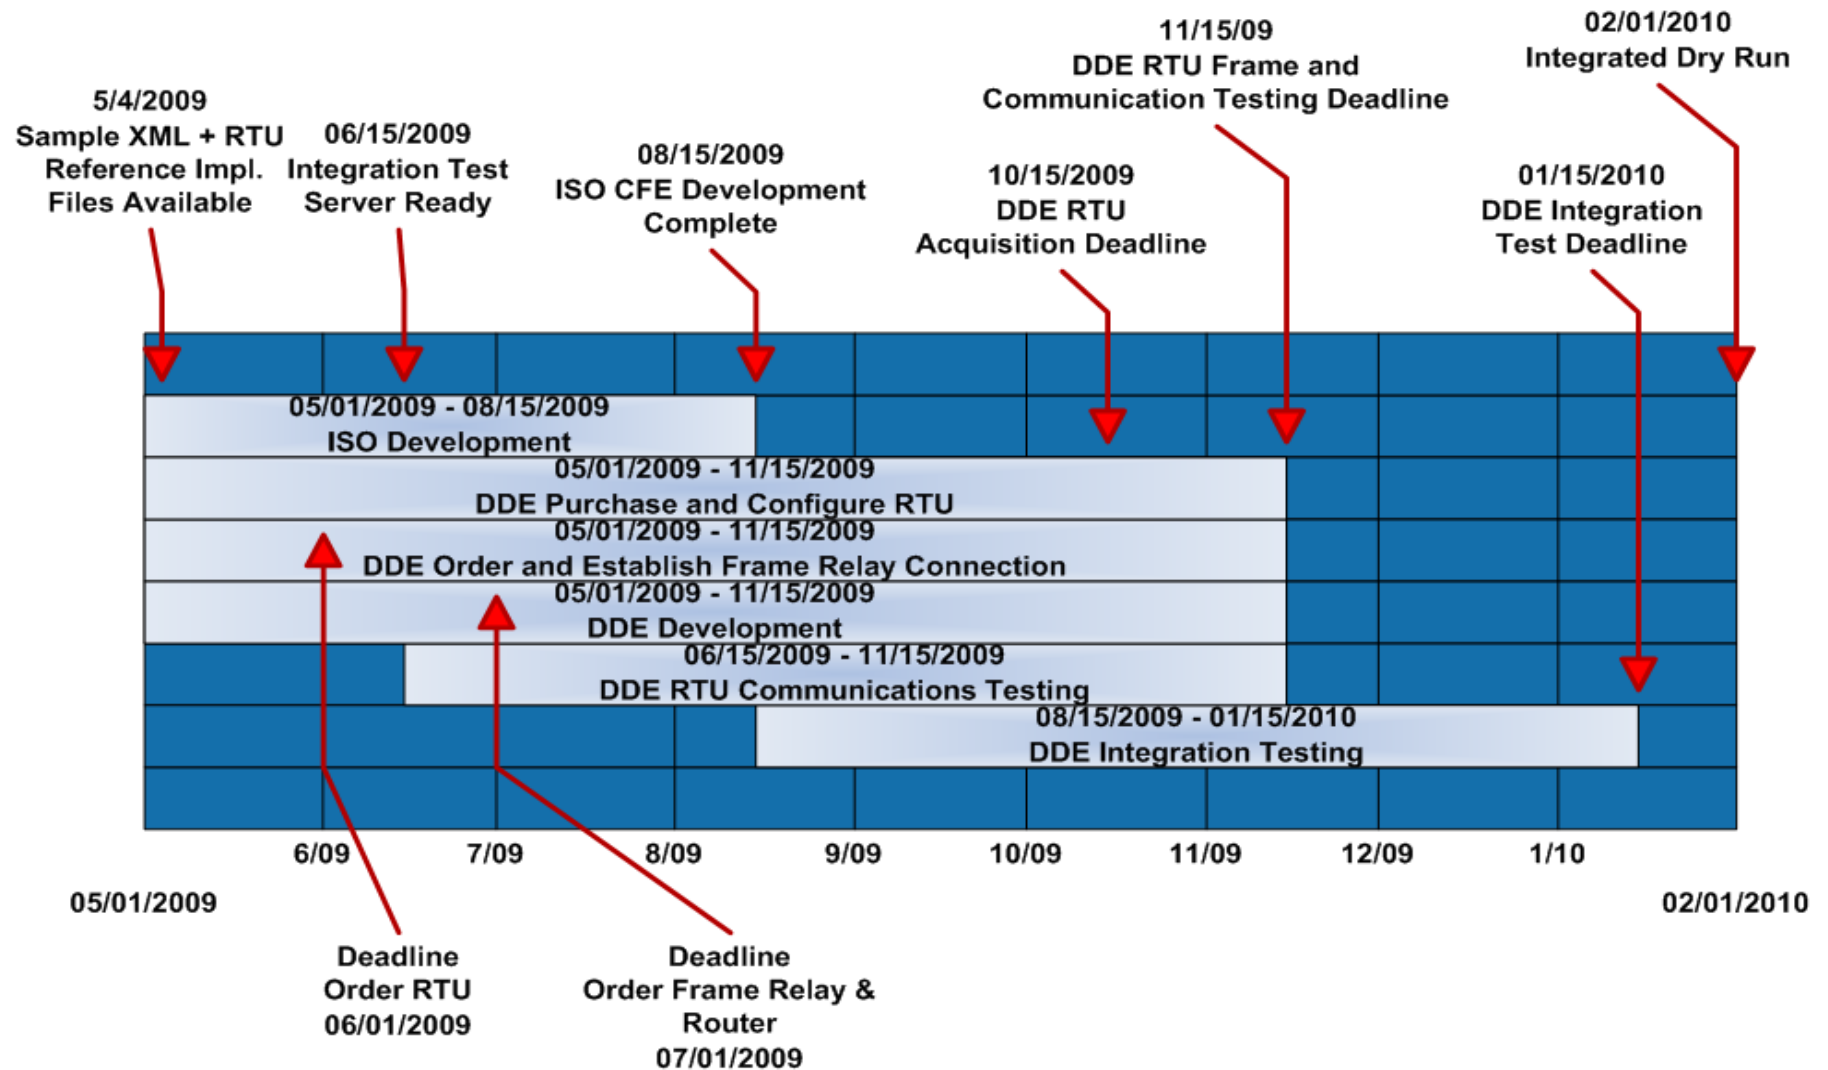 5/4/2009
Sample XML + RTU
Reference Impl.
Files Available
06/15/2009
Integration Test
Server Ready
08/15/2009
ISO CFE Development
Complete
10/15/2009
DDE RTU
Acquisition Deadline
11/15/09
DDE RTU Frame and
Communication Testing Deadline
01/15/2010
DDE Integration
Test Deadline
02/01/2010
Integrated Dry Run
05/01/2009 - 08/15/2009
ISO Development
05/01/2009 - 11/15/2009
DDE Purchase and Configure RTU
05/01/2009 - 11/15/2009
DDE Order and Establish Frame Relay Connection
05/01/2009 - 11/15/2009
DDE Development
06/15/2009 - 11/15/2009
DDE RTU Communications Testing
08/15/2009 - 01/15/2010
DDE Integration Testing
6/09
7/09
8/09
9/09
10/09
11/09
12/09
1/10
05/01/2009
02/01/2010
Deadline
Order RTU
06/01/2009
Deadline
Order Frame Relay &
Router
07/01/2009